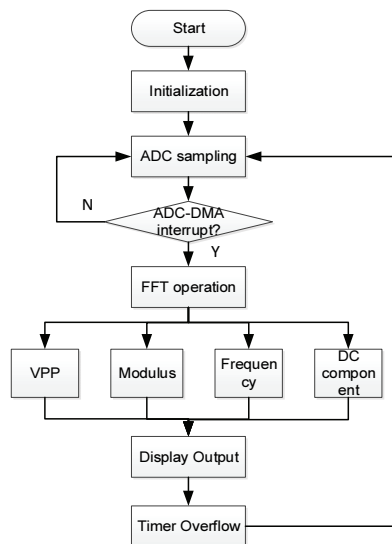 Start
Initialization
ADC sampling
N
ADC-DMA
interrupt?
Y
FFT operation
VPP
Modulus
Frequen
cy
DC
compon
ent
Display Output
Timer Overflow